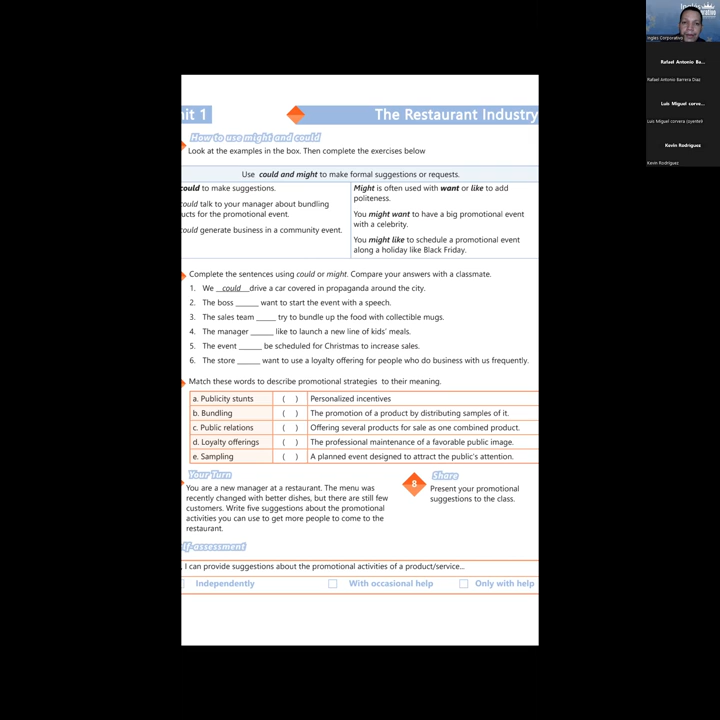 nit 1
The Restaurant Industry
How to use might and could
Look at the examples in the box. Then complete the exercises below
Use could and might to make formal suggestions or requests.
could to make suggestions.
could talk to your manager about bundling
ucts for the promotional event.
could generate business in a community event.
Might is often used with want or like to add
politeness.
You might want to have a big promotional event
with a celebrity.
You might like to schedule a promotional event
along a holiday like Black Friday.
Complete the sentences using could or might. Compare your answers with a classmate.
1. We __could__drive a car covered in propaganda around the city.
2. The boss ______ want to start the event with a speech.
3. The sales team _____ try to bundle up the food with collectible mugs.
4. The manager ______ like to launch a new line of kids' meals.
5. The event ______ be scheduled for Christmas to increase sales.
6. The store ______ want to use a loyalty offering for people who do business with us frequently.
Match these words to describe promotional strategies to their meaning.
a. Publicity stunts ( ) Personalized incentives
b. Bundling ( ) The promotion of a product by distributing samples of it.
c. Public relations ( ) Offering several products for sale as one combined product.
d. Loyalty offerings ( ) The professional maintenance of a favorable public image.
e. Sampling ( ) A planned event designed to attract the public's attention.
Your Turn
You are a new manager at a restaurant. The menu was
recently changed with better dishes, but there are still few
customers. Write five suggestions about the promotional
activities you can use to get more people to come to the
restaurant.
8
Share
Present your promotional
suggestions to the class.
lf-assessment
I can provide suggestions about the promotional activities of a product/service...
Independently
With occasional help
Only with help
Ingles Corporativo
Rafael Antonio Ba...
Rafael Antonio Barrera Diaz
Luis Miguel corve...
Luis Miguel corvera (oyente)
Kevin Rodriguez
Kevin Rodriguez